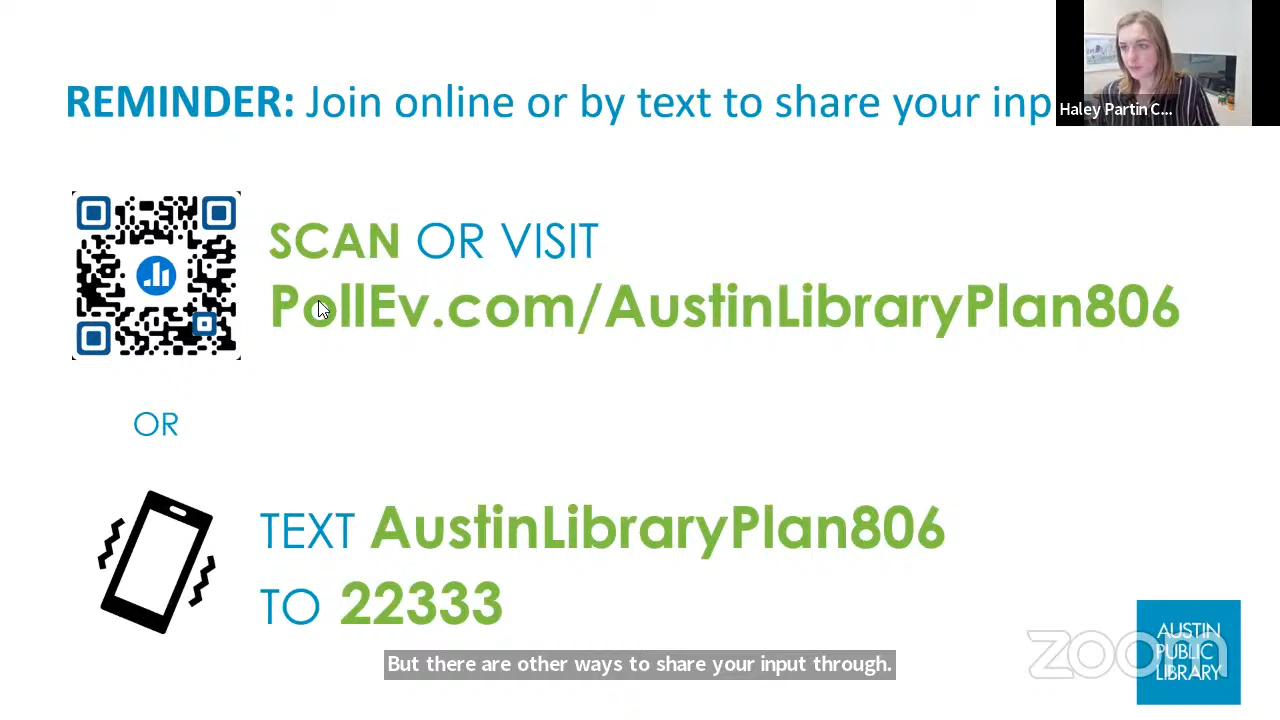 REMINDER: Join online or by text to share your inp
Haley Partin C...
SCAN OR VISIT
PollEv.com/AustinLibraryPlan806
OR
TEXT AustinLibraryPlan806
TO 22333
AUSTIN
PUBLIC
LIBRARY
zoom
But there are other ways to share your input through.